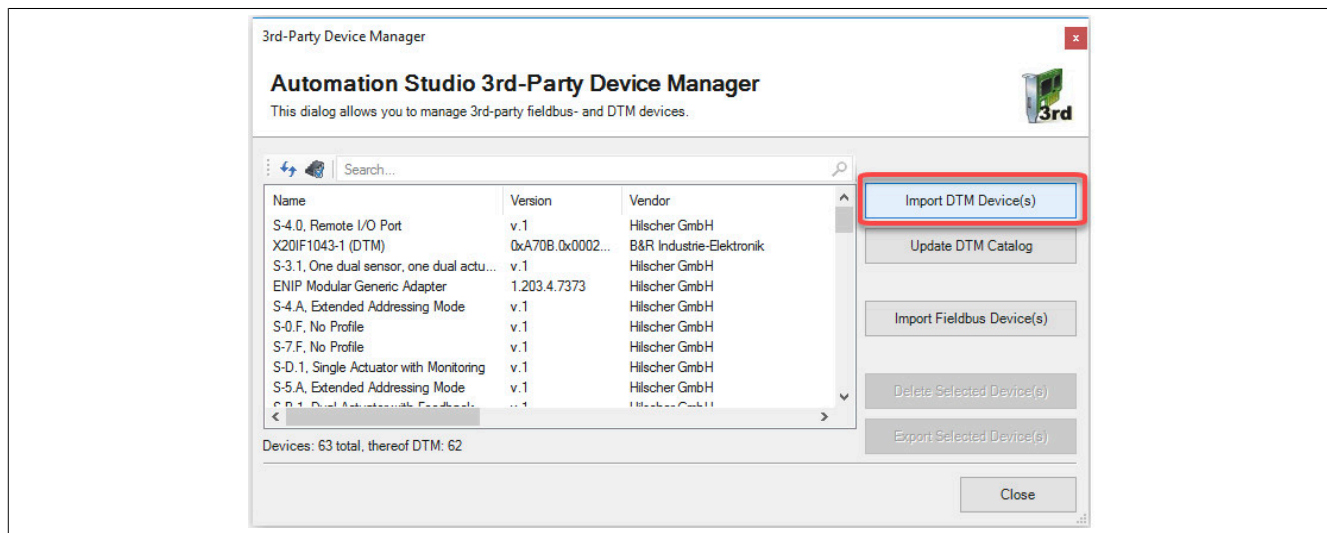 3rd-Party Device Manager
x
Automation Studio 3rd-Party Device Manager
This dialog allows you to manage 3rd-party fieldbus- and DTM devices.
3rd
Search...
Name Version Vendor
S-4.0, Remote I/O Port v.1 Hilscher GmbH
X20IF1043-1 (DTM) 0xA70B.0x0002... B&R Industrie-Elektronik
S-3.1, One dual sensor, one dual actu... v.1 Hilscher GmbH
ENIP Modular Generic Adapter 1.203.4.7373 Hilscher GmbH
S-4.A, Extended Addressing Mode v.1 Hilscher GmbH
S-0.F, No Profile v.1 Hilscher GmbH
S-7.F, No Profile v.1 Hilscher GmbH
S-D.1, Single Actuator with Monitoring v.1 Hilscher GmbH
S-5.A, Extended Addressing Mode v.1 Hilscher GmbH
Devices: 63 total, thereof DTM: 62
Import DTM Device(s)
Update DTM Catalog
Import Fieldbus Device(s)
Delete Selected Device(s)
Export Selected Device(s)
Close